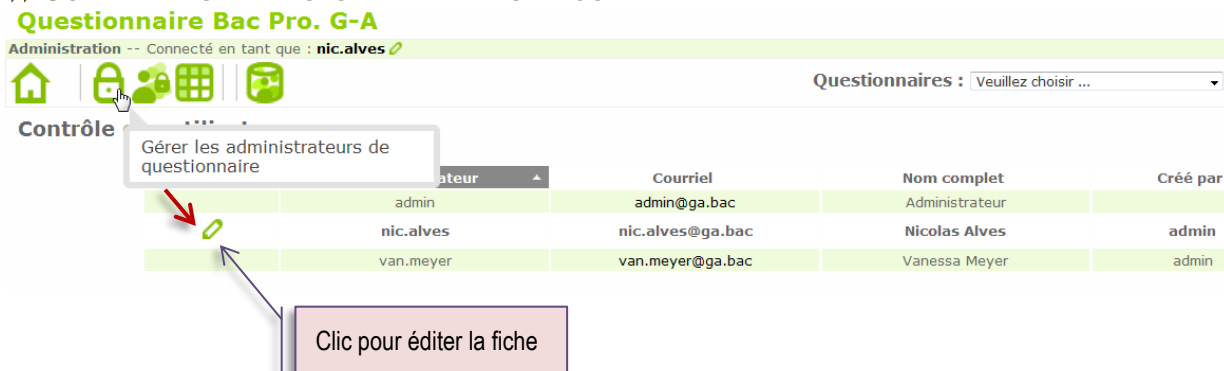 Questionnaire Bac Pro. G-A
Administration -- Connecté en tant que : nic.alves
Questionnaires : Veuillez choisir ...
Contrôle
Gérer les administrateurs de
questionnaire
Courriel Nom complet Créé par
admin admin@ga.bac Administrateur
nic.alves nic.alves@ga.bac Nicolas Alves admin
van.meyer van.meyer@ga.bac Vanessa Meyer admin
Clic pour éditer la fiche